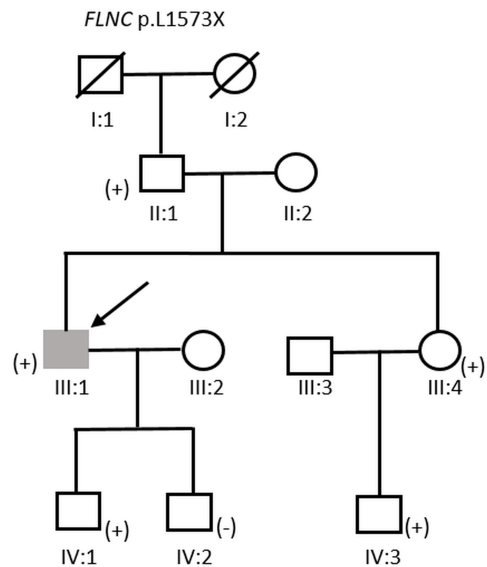 FLNC p.L1573X
I:1 I:2
(+)
II:1 II:2
(+) (+)
III:1 III:2 III:3 III:4
(+) (-) (+)
IV:1 IV:2 IV:3